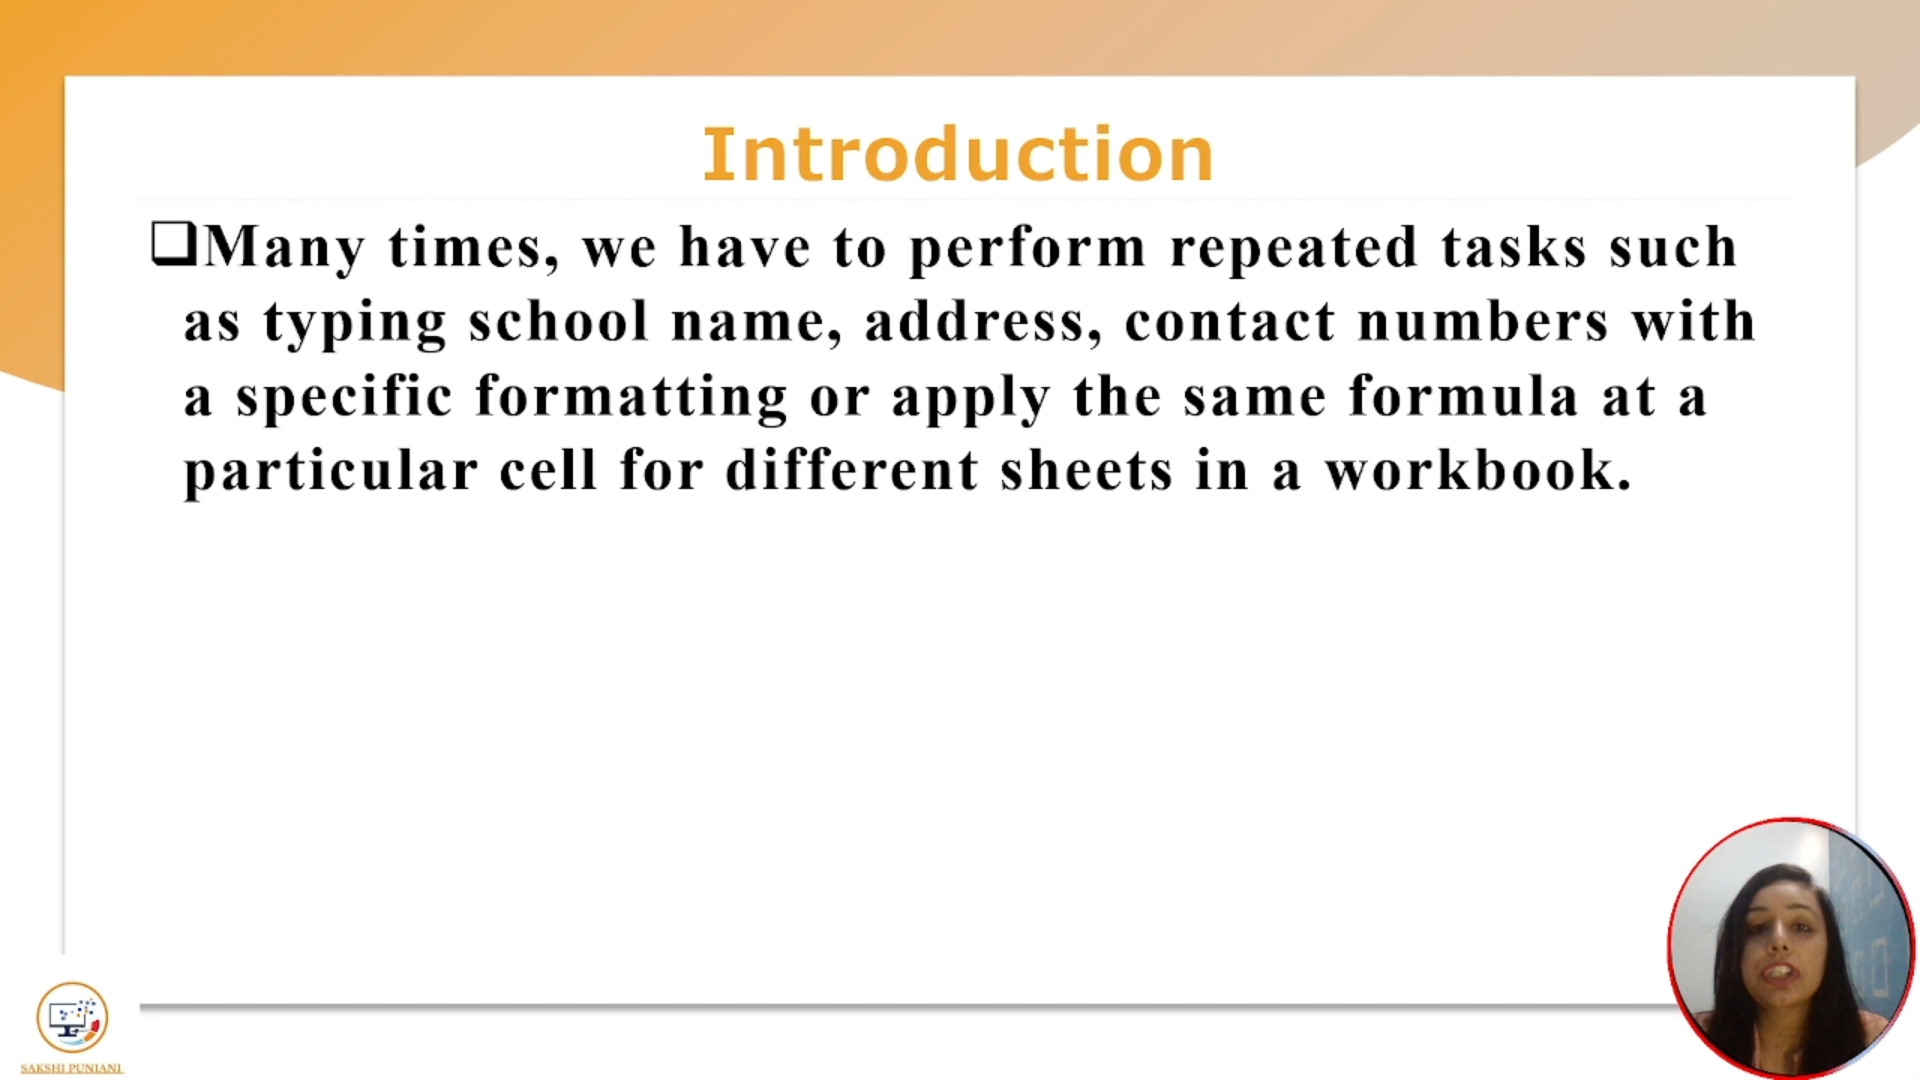 Introduction
❑Many times, we have to perform repeated tasks such
as typing school name, address, contact numbers with
a specific formatting or apply the same formula at a
particular cell for different sheets in a workbook.
SAKSHI PUNIANI